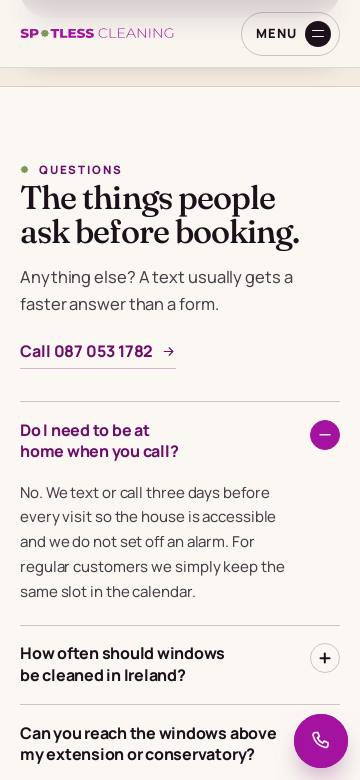 SP TLESS CLEANING
MENU
QUESTIONS
The things people
ask before booking.
Anything else? A text usually gets a
faster answer than a form.
Call 087 053 1782 →
Do I need to be at
home when you call?
No. We text or call three days before
every visit so the house is accessible
and we do not set off an alarm. For
regular customers we simply keep the
same slot in the calendar.
How often should windows
be cleaned in Ireland?
Can you reach the windows above
my extension or conservatory?